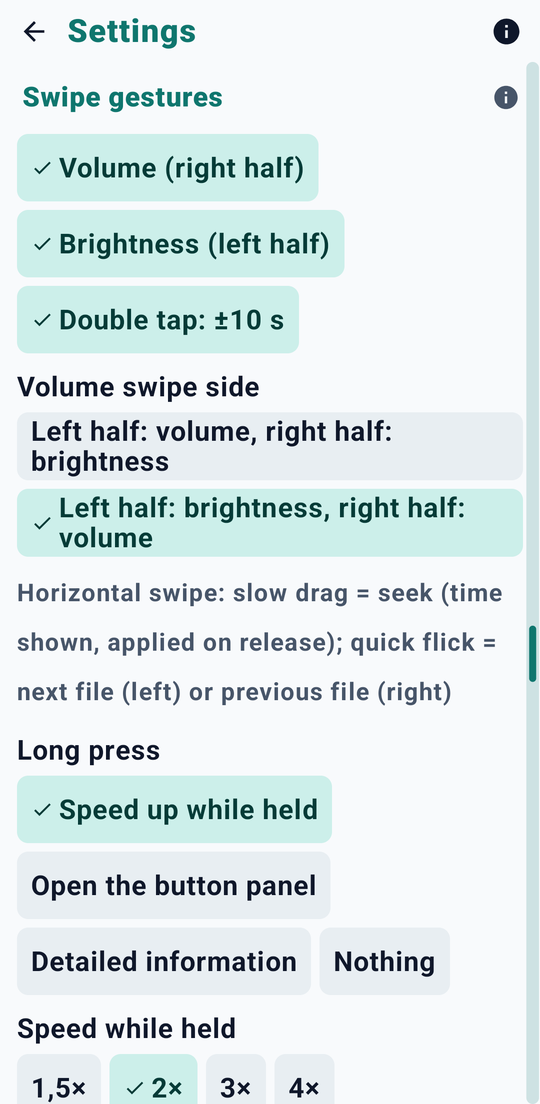 Settings
Swipe gestures
Volume (right half)
Brightness (left half)
Double tap: ±10 s
Volume swipe side
Left half: volume, right half:
brightness
Left half: brightness, right half:
volume
Horizontal swipe: slow drag = seek (time
shown, applied on release); quick flick =
next file (left) or previous file (right)
Long press
Speed up while held
Open the button panel
Detailed information Nothing
Speed while held
1,5× 2× 3× 4×